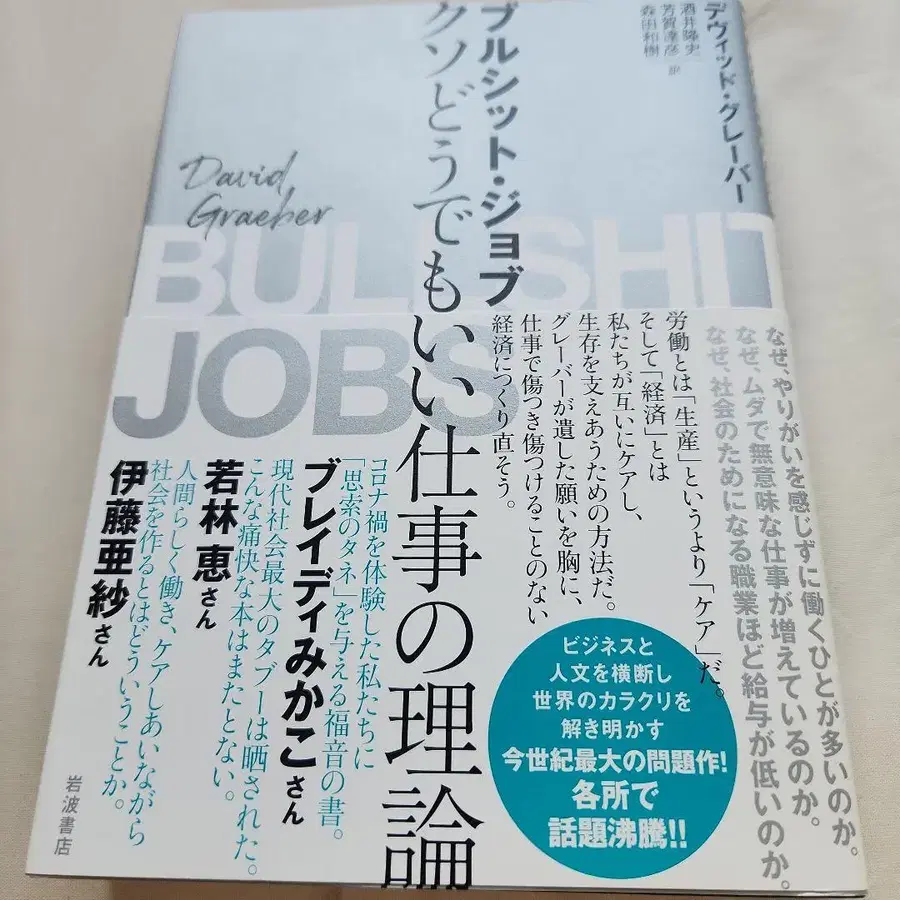 デヴィッド・グレーバー
酒井隆史
芳賀達彦
森田和樹
訳
ブルシット・ジョブ
クソどうでもいい仕事の理論
David
Graeber
BULLSHIT
JOBS
なぜ、やりがいを感じずに働くひとが多いのか。
なぜ、ムダで無意味な仕事が増えているのか。
なぜ、社会のためになる職業ほど給与が低いのか。
労働とは「生産」というより「ケア」だ。
そして「経済」とは
私たちが互いにケアし、
生存を支えあうための方法だ。
グレーバーが遺した願いを胸に、
仕事で傷つき傷つけることのない
経済につくり直そう。
ブレイディみかこさん
コロナ禍を体験した私たちに
「思索のタネ」を与える福音の書。
若林恵さん
現代社会最大のタブーは晒された。
こんな痛快な本はまたとない。
伊藤亜紗さん
人間らしく働き、ケアしあいながら
社会を作るとはどういうことか。
ビジネスと
人文を横断し
世界のカラクリを
解き明かす
今世紀最大の問題作!
各所で
話題沸騰!!
岩波書店